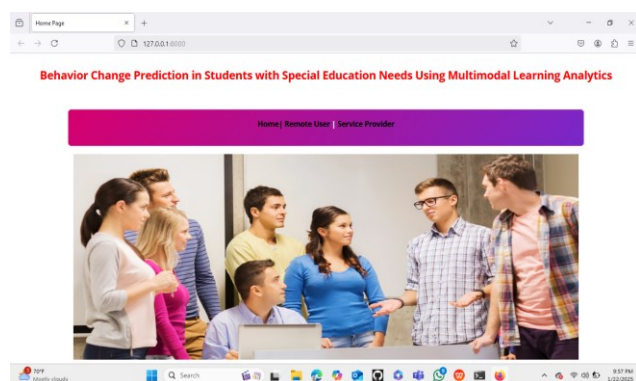 Home Page
127.0.0.1:8000
Behavior Change Prediction in Students with Special Education Needs Using Multimodal Learning Analytics
Home| Remote User | Service Provider
79°F
Mostly cloudy
Search
9:57 PM
1/22/2025